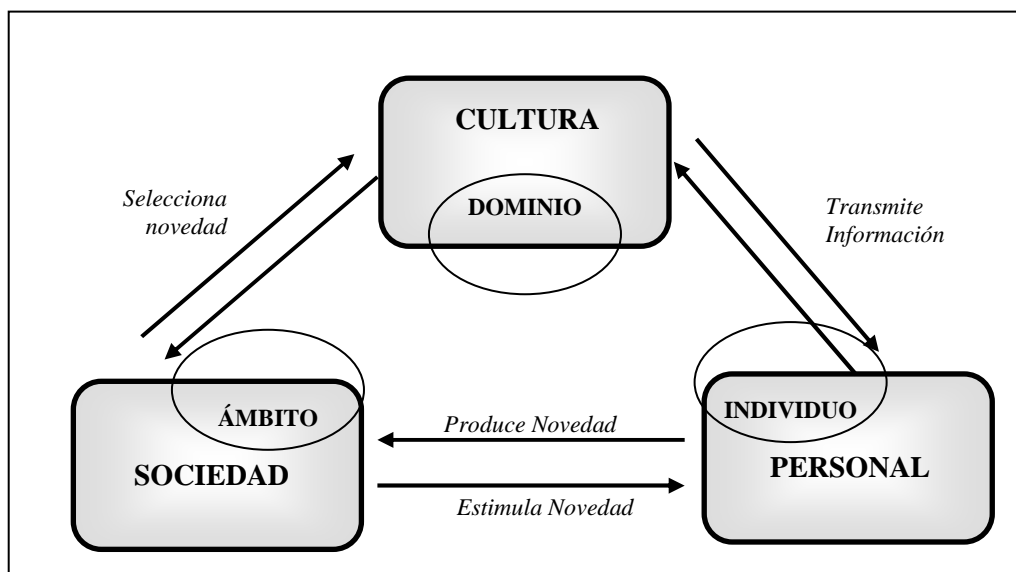 CULTURA
DOMINIO
Selecciona
novedad
Transmite
Información
ÁMBITO
SOCIEDAD
Produce Novedad
Estimula Novedad
INDIVIDUO
PERSONAL